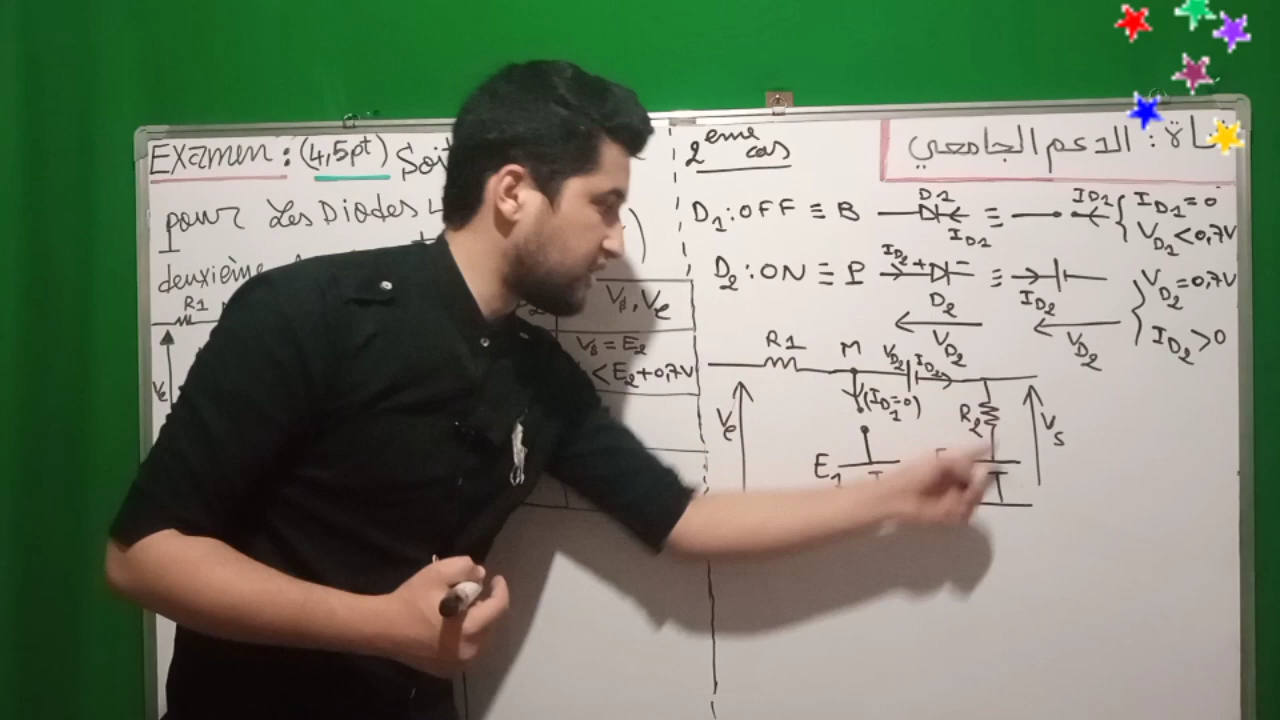 EXamen: (4,5pt) Soit
pour Les Diodes
deuxième
R1
Ve
Vs, Ve
Vs = E2
< E2+0,7V
2eme cas
الدعم الجامعي
D1: OFF ≡ B D1 ID1 ≡ ID1 { ID1=0
VD1<0,7V
D2: ON ≡ P ID2 + - D2 ≡ ID2 { VD2=0,7V
VD2 VD2 ID2>0
R1 M VD2 ID2
Ve (ID1=0) R2 Vs
E1